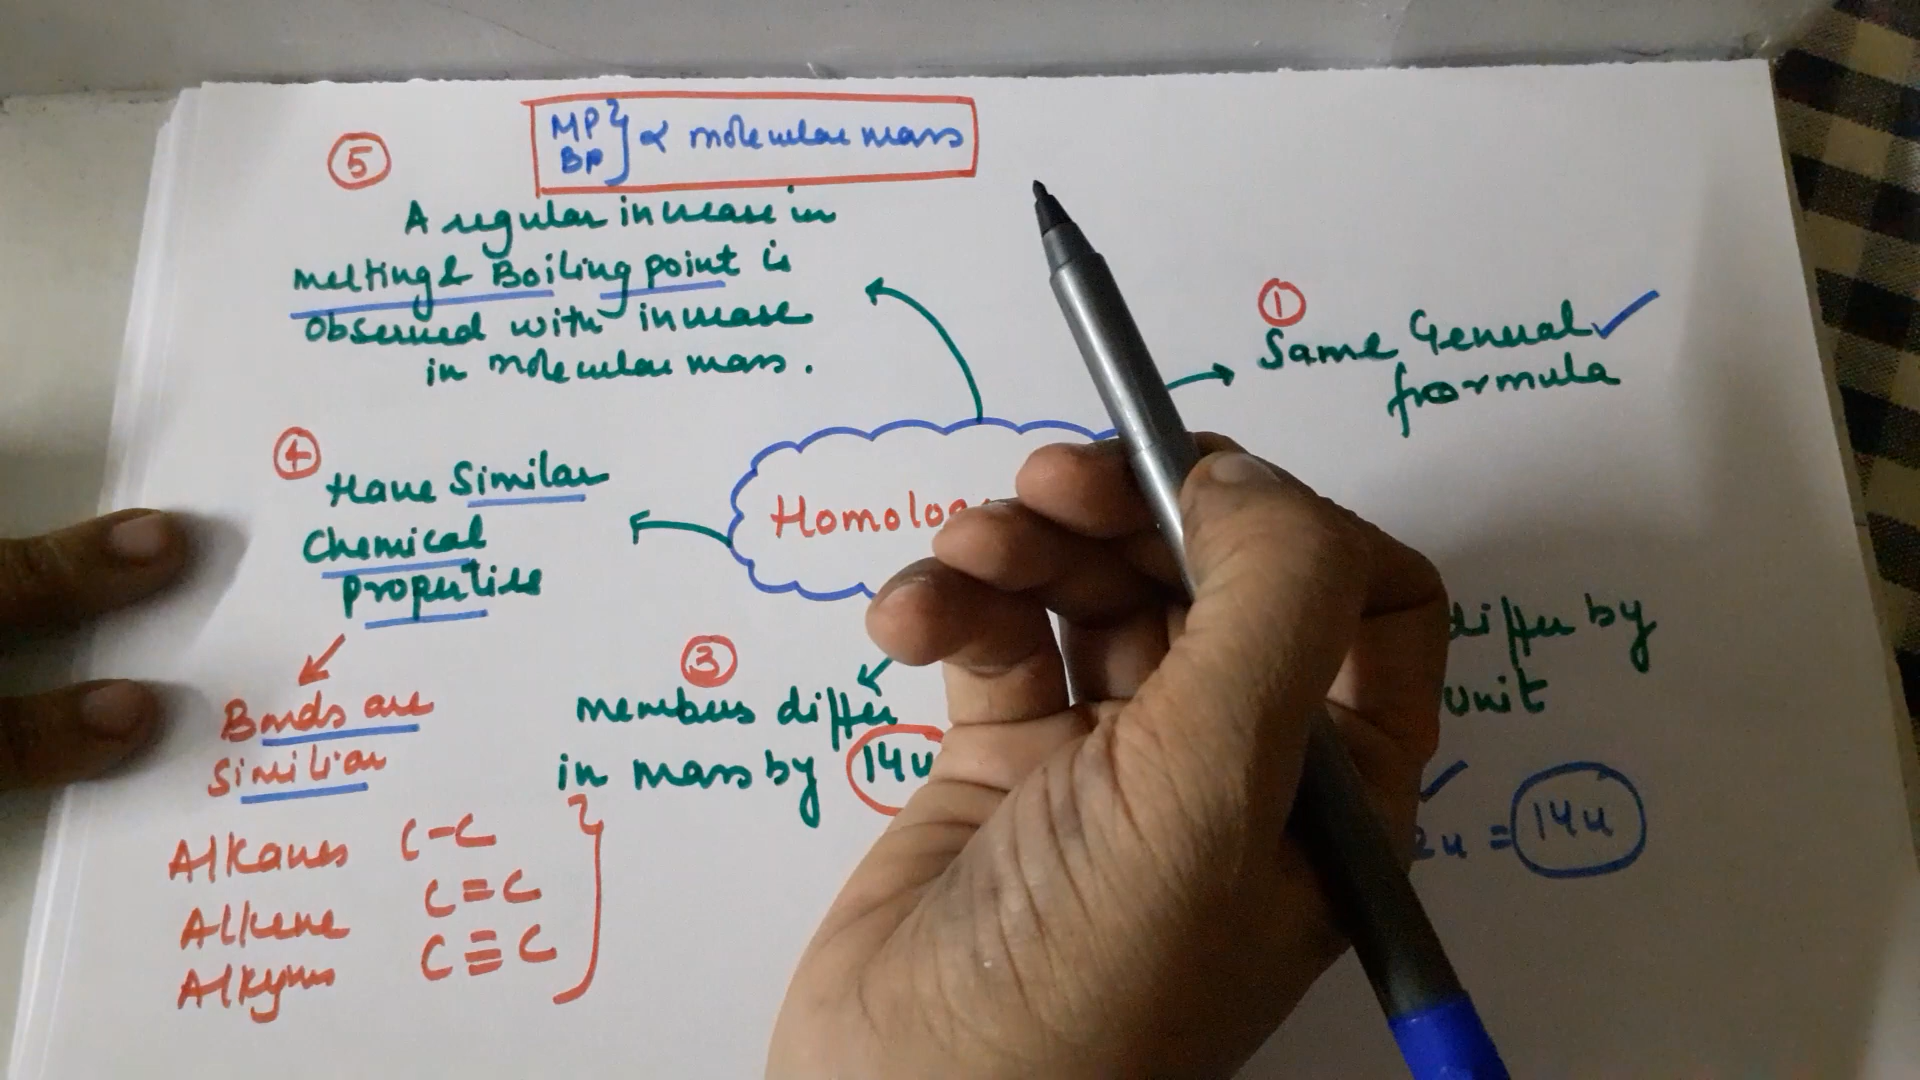 ⑤
MP
BP } ∝ molecular mass
A regular increase in
melting & Boiling point is
observed with increase
in molecular mass.
①
Same General ✓
formula
④
Have Similar
Chemical
properties
Bonds are
Similiar
Alkanes C-C
Alkene C=C
Alkynes C≡C
③
members differ
in mass by 14u
differ by
unit
2u = 14u